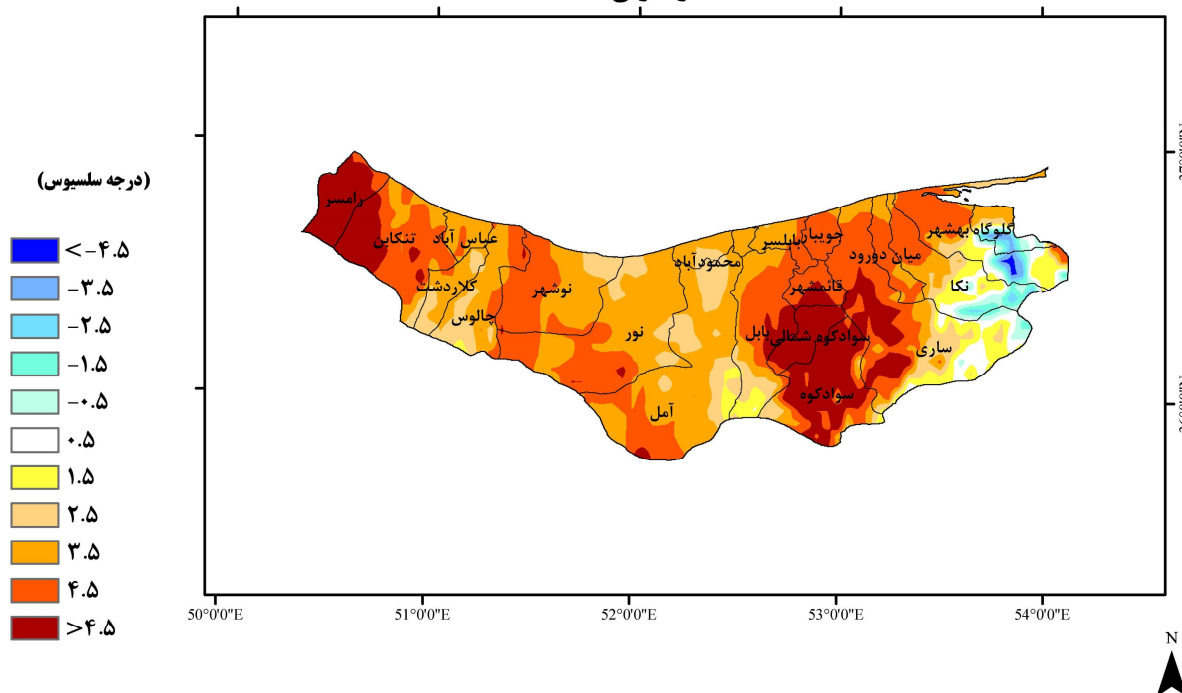 (درجه سلسیوس)
<-۴.۵
-۳.۵
-۲.۵
-۱.۵
-۰.۵
۰.۵
۱.۵
۲.۵
۳.۵
۴.۵
>۴.۵
رامسر
تنکابن
عباس آباد
کلاردشت
چالوس
نوشهر
نور
آمل
محمودآباد
بابلسر
جویبار
بابل
قائمشهر
سوادکوه شمالی
سوادکوه
میان دورود
ساری
نکا
بهشهر
گلوگاه
50°0'0"E
51°0'0"E
52°0'0"E
53°0'0"E
54°0'0"E
N